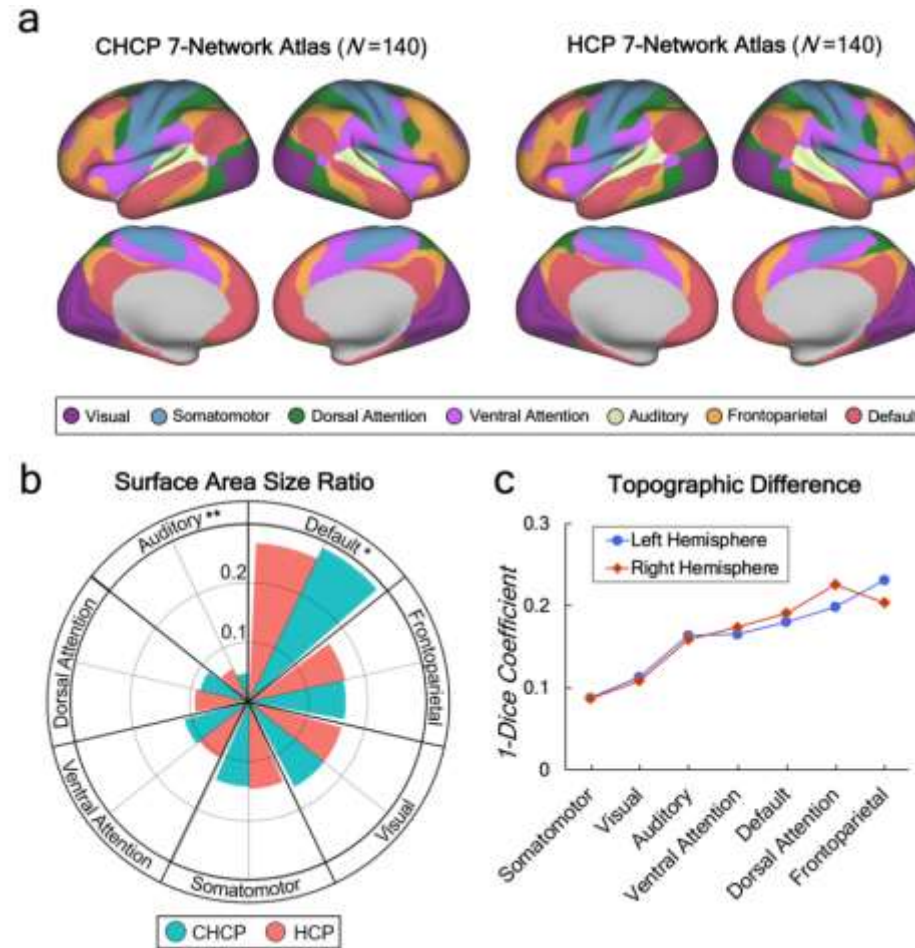 a
CHCP 7-Network Atlas (N=140)
HCP 7-Network Atlas (N=140)
Visual
Somatomotor
Dorsal Attention
Ventral Attention
Auditory
Frontoparietal
Default
b
Surface Area Size Ratio
Auditory **
Default *
Dorsal Attention
0.2
0.1
Frontoparietal
Ventral Attention
Visual
Somatomotor
CHCP
HCP
c
Topographic Difference
0.3
Left Hemisphere
Right Hemisphere
0.2
0.1
0
1-Dice Coefficient
Somatomotor
Visual
Auditory
Ventral Attention
Default
Dorsal Attention
Frontoparietal